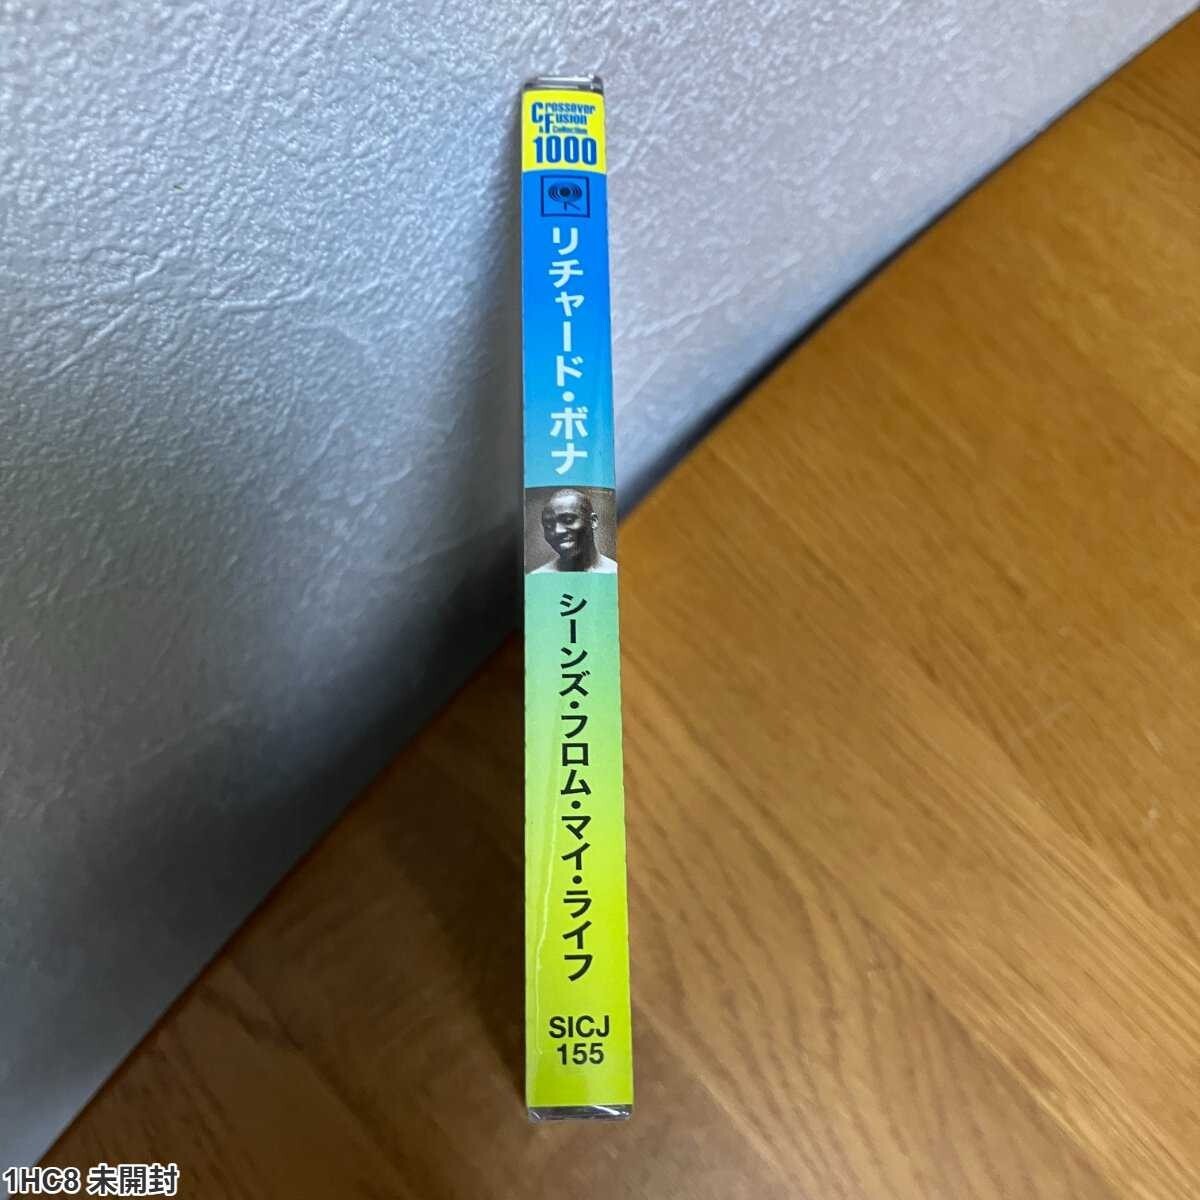 Crossover
& Fusion
Collection
1000
リチャード・ボナ
シーンズ・フロム・マイ・ライフ
SICJ
155
1HC8 未開封